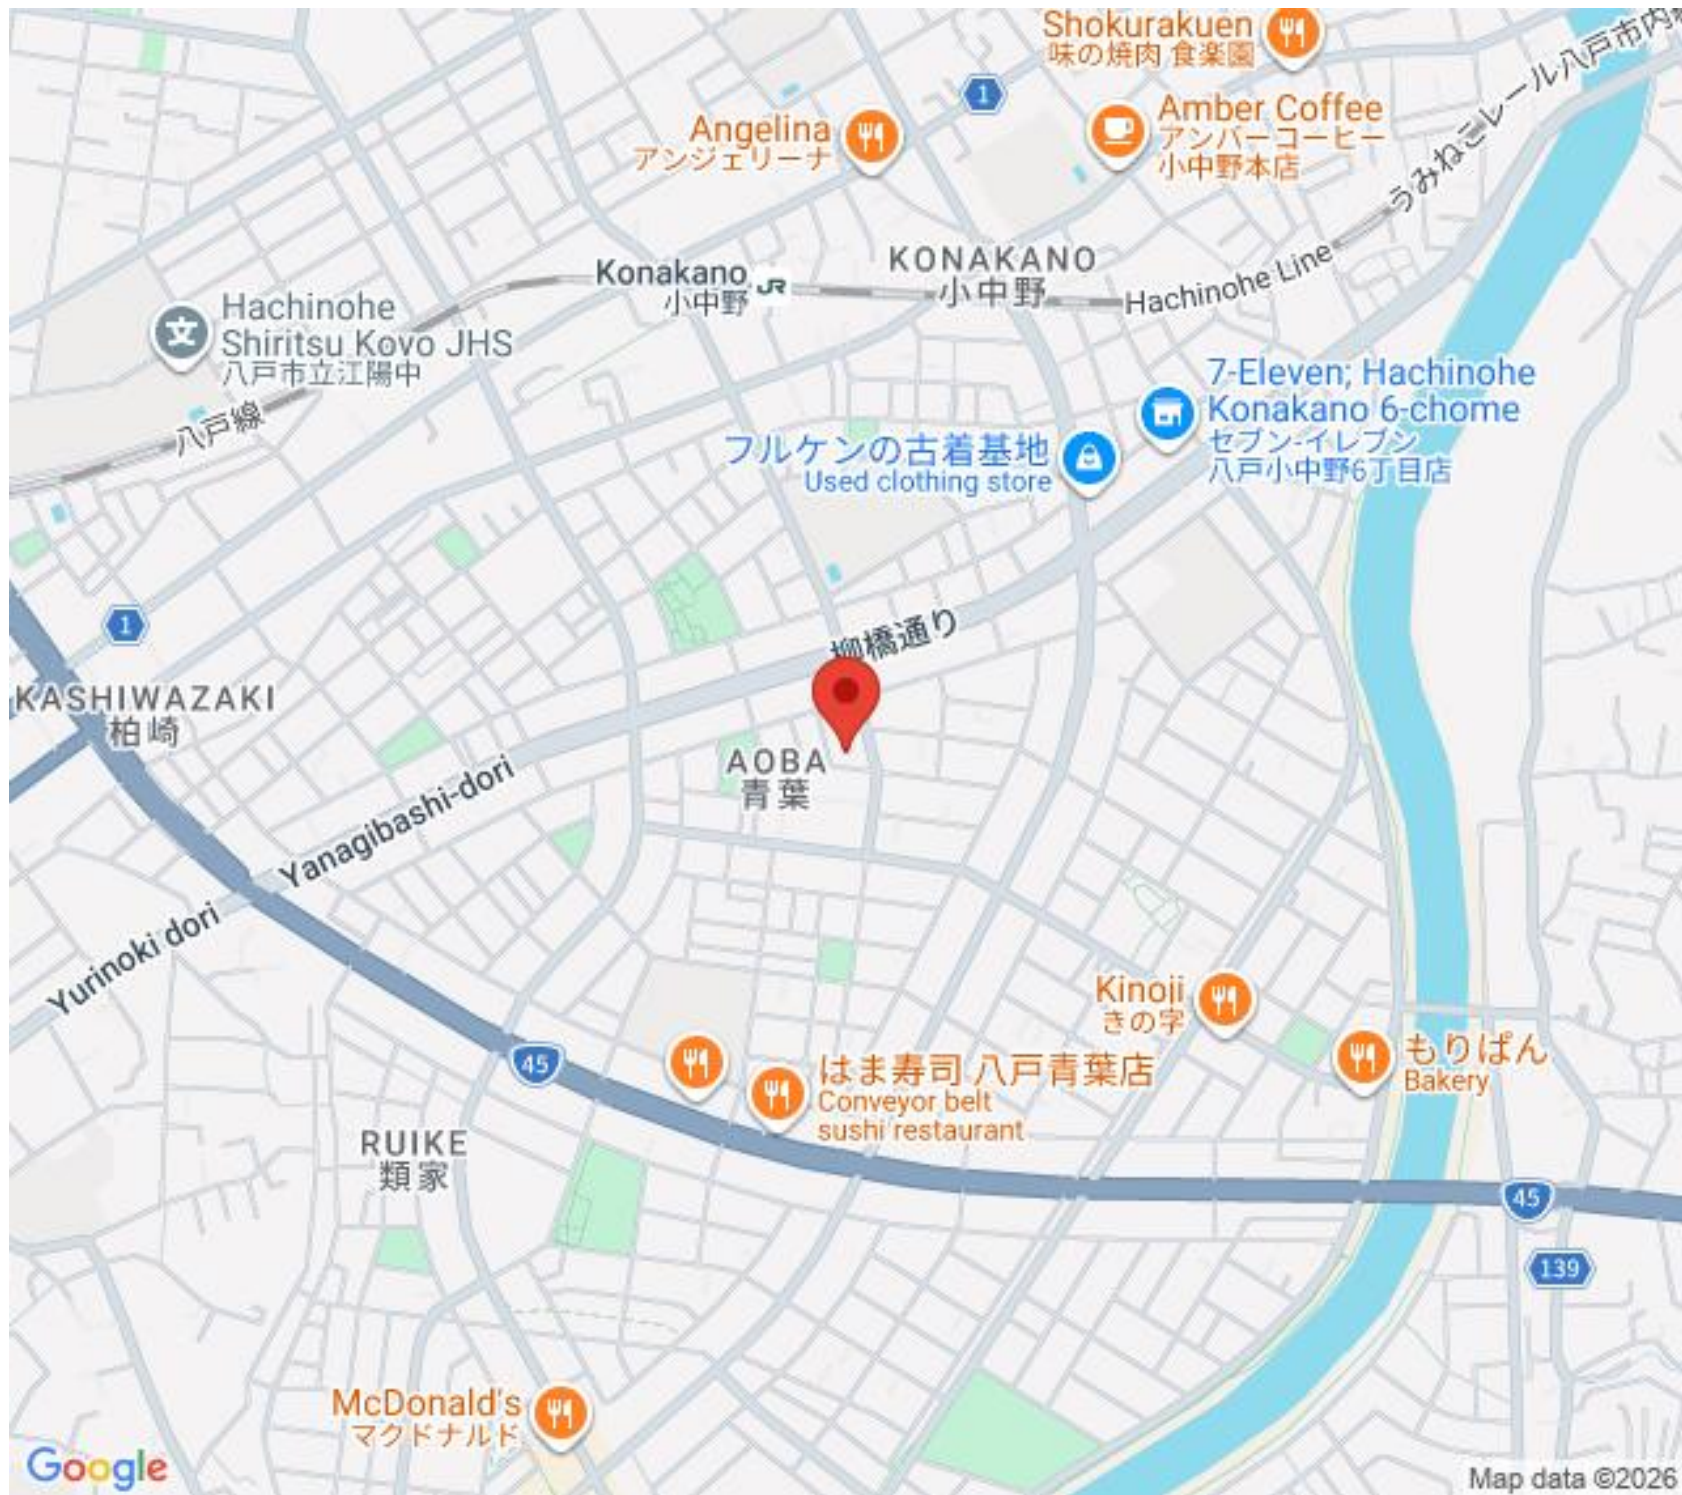 Shokurakuen
味の焼肉 食楽園
1
Angelina
アンジェリーナ
Amber Coffee
アンバーコーヒー
小中野本店
うみねこレール八戸市内線
Konakano
小中野
JR
KONAKANO
小中野
Hachinohe Line
文
Hachinohe
Shiritsu Koyo JHS
八戸市立江陽中
八戸線
7-Eleven; Hachinohe
Konakano 6-chome
セブン-イレブン
八戸小中野6丁目店
フルケンの古着基地
Used clothing store
1
柳橋通り
KASHIWAZAKI
柏崎
AOBA
青葉
Yanagibashi-dori
Yurinoki dori
Kinoji
きの字
もりぱん
Bakery
45
はま寿司 八戸青葉店
Conveyor belt
sushi restaurant
RUIKE
類家
45
139
McDonald's
マクドナルド
Google
Map data ©2026